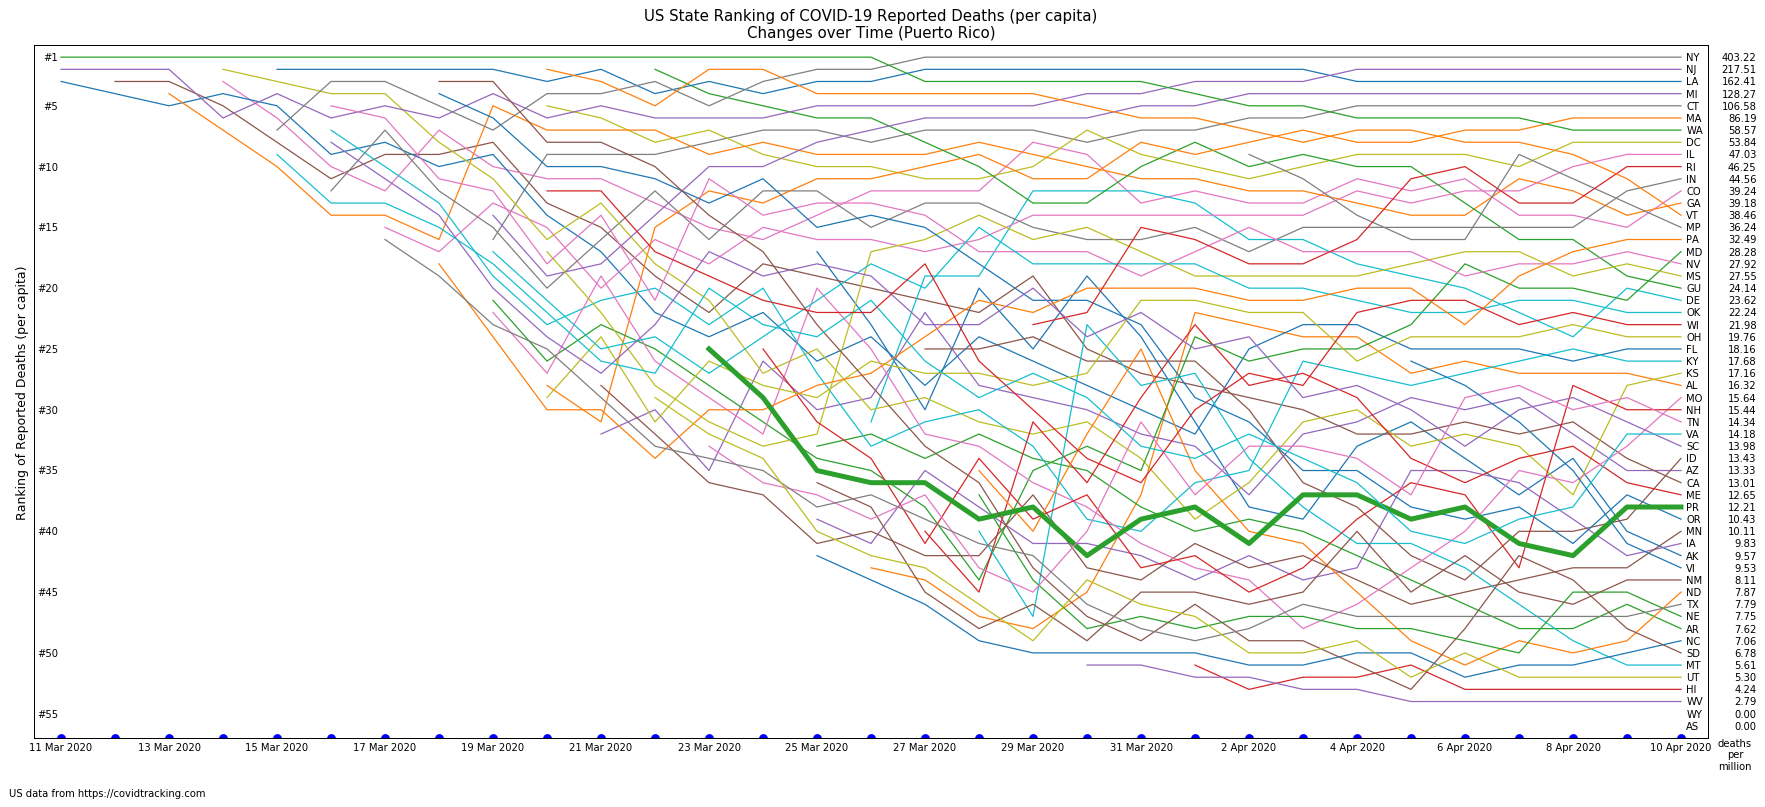 US State Ranking of COVID-19 Reported Deaths (per capita)
Changes over Time (Puerto Rico)
Ranking of Reported Deaths (per capita)
#1
#5
#10
#15
#20
#25
#30
#35
#40
#45
#50
#55
NY 403.22
NJ 217.51
LA 162.41
MI 128.27
CT 106.58
MA 86.19
WA 58.57
DC 53.84
IL 47.03
RI 46.25
IN 44.56
CO 39.24
GA 39.18
VT 38.46
MP 36.24
PA 32.49
MD 28.28
NV 27.92
MS 27.55
GU 24.14
DE 23.62
OK 22.24
WI 21.98
OH 19.76
FL 18.16
KY 17.68
KS 17.16
AL 16.32
MO 15.64
NH 15.44
TN 14.34
VA 14.18
SC 13.98
ID 13.43
AZ 13.33
CA 13.01
ME 12.65
PR 12.21
OR 10.43
MN 10.11
IA 9.83
AK 9.57
VI 9.53
NM 8.11
ND 7.87
TX 7.79
NE 7.75
AR 7.62
NC 7.06
SD 6.78
MT 5.61
UT 5.30
HI 4.24
WV 2.79
WY 0.00
AS 0.00
11 Mar 2020 13 Mar 2020 15 Mar 2020 17 Mar 2020 19 Mar 2020 21 Mar 2020 23 Mar 2020 25 Mar 2020 27 Mar 2020 29 Mar 2020 31 Mar 2020 2 Apr 2020 4 Apr 2020 6 Apr 2020 8 Apr 2020 10 Apr 2020
deaths
per
million
US data from https://covidtracking.com